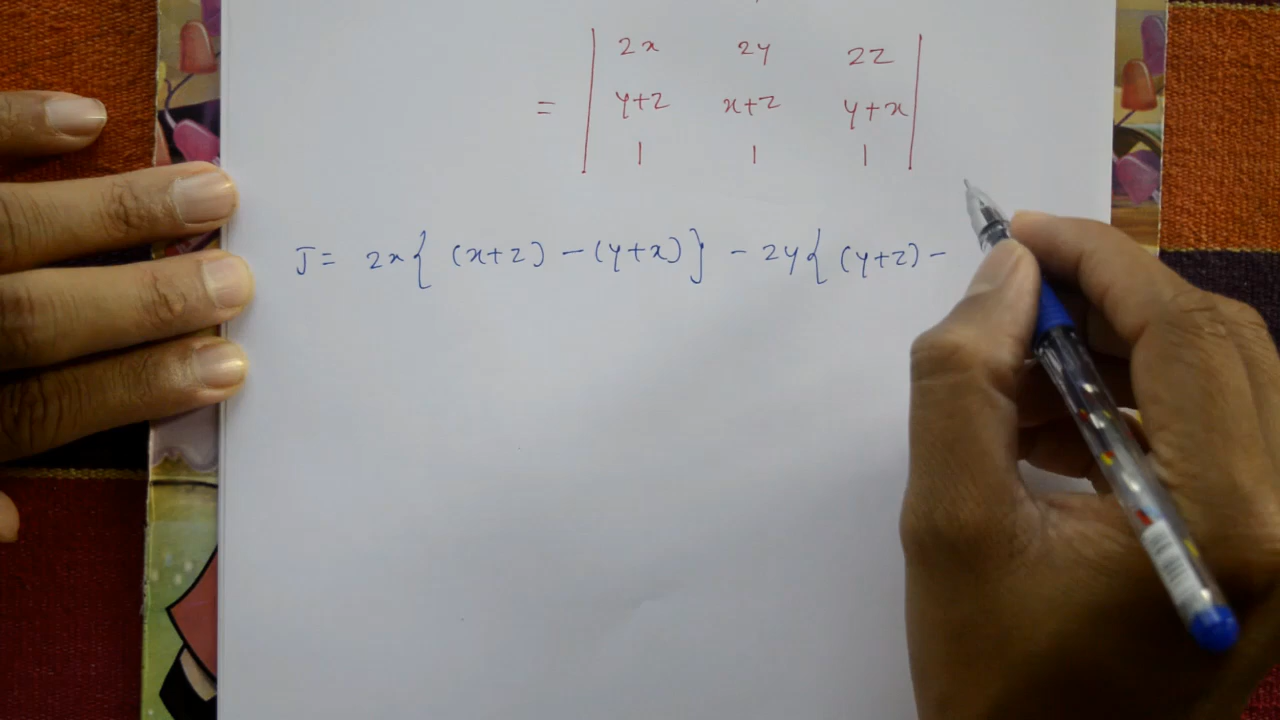 | 2x 2y 2z |
= | y+z x+z y+x |
| 1 1 1 |
J = 2x{ (x+z) - (y+x) } - 2y{ (y+z) -